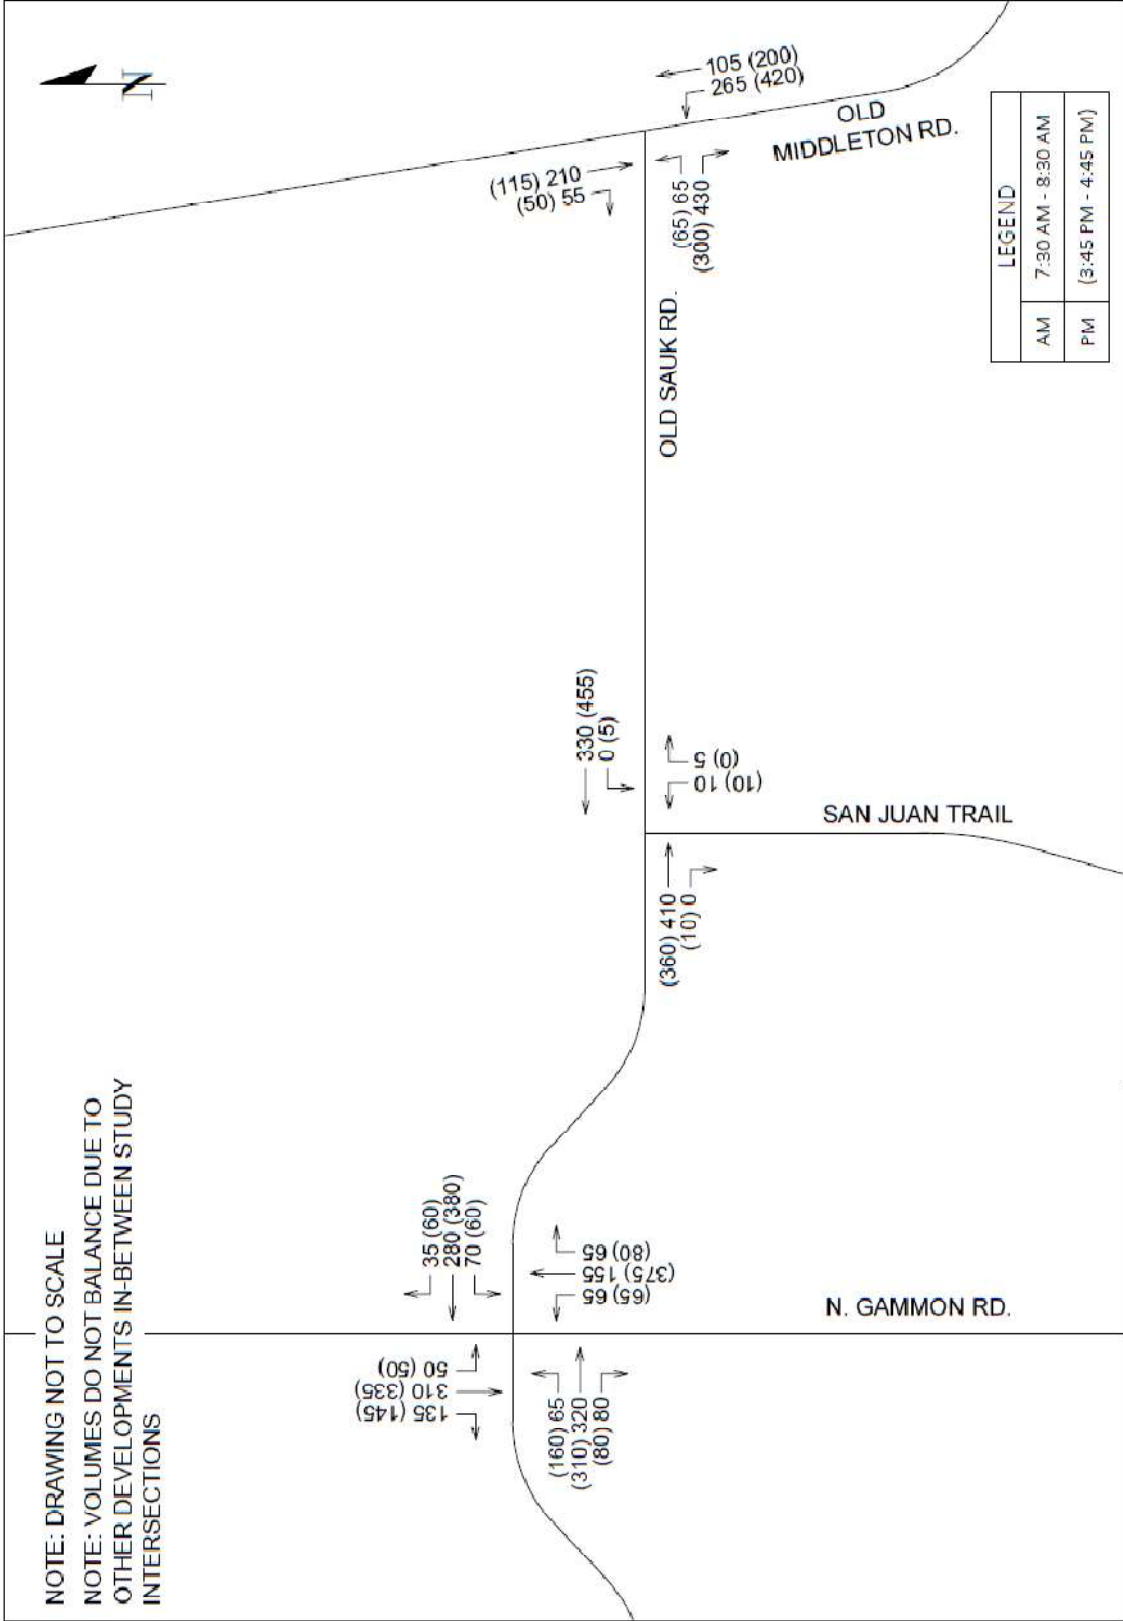 NOTE: DRAWING NOT TO SCALE
NOTE: VOLUMES DO NOT BALANCE DUE TO
OTHER DEVELOPMENTS IN-BETWEEN STUDY
INTERSECTIONS
N
135 (145)
310 (335)
50 (50)
35 (60)
280 (380)
70 (60)
(160) 65
(310) 320
(80) 80
(65) 65
(375) 155
(80) 65
N. GAMMON RD.
330 (455)
0 (5)
(360) 410
(10) 0
(10) 10
(0) 5
SAN JUAN TRAIL
OLD SAUK RD.
(115) 210
(50) 55
105 (200)
265 (420)
(65) 65
(300) 430
OLD
MIDDLETON RD.
LEGEND
AM 7:30 AM - 8:30 AM
PM (3:45 PM - 4:45 PM)